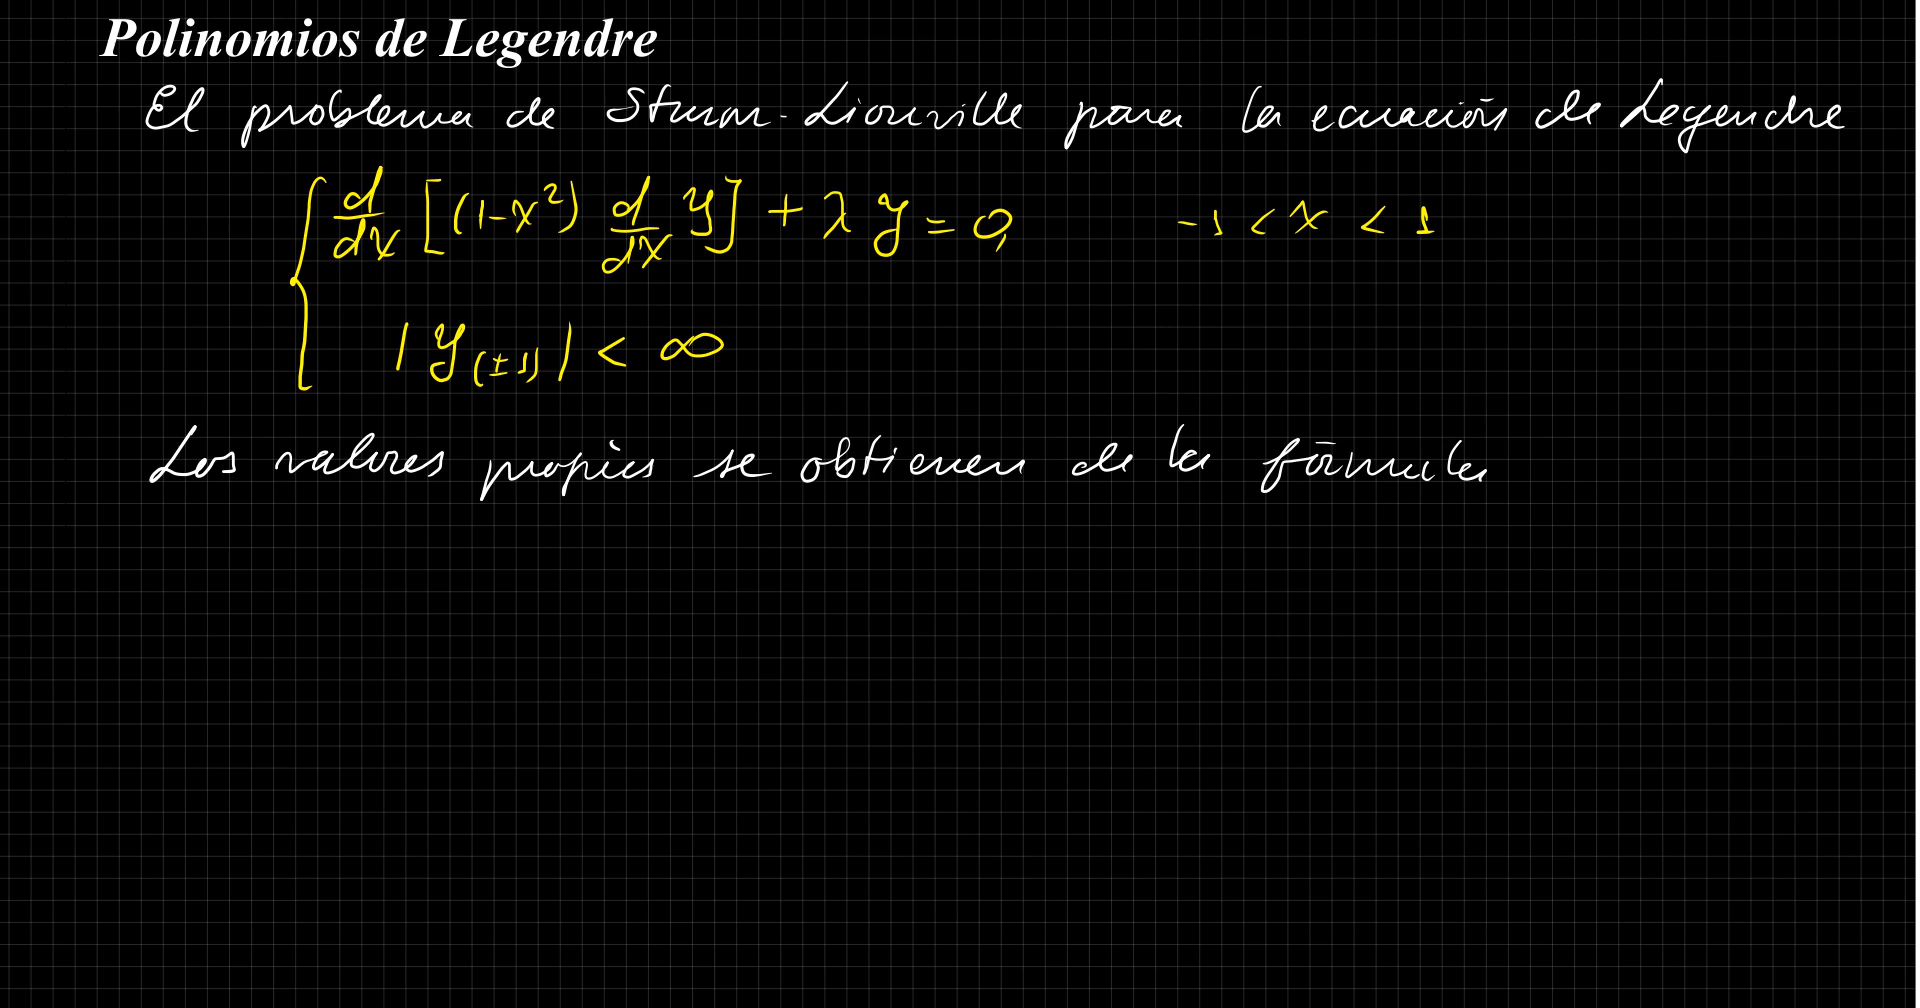 Polinomios de Legendre
El problema de Sturm-Liouville para la ecuación de Legendre
d/dx [(1-x²) d/dx y] + λy = 0, -1 < x < 1
|y(±1)| < ∞
Los valores propios se obtienen de la fórmula